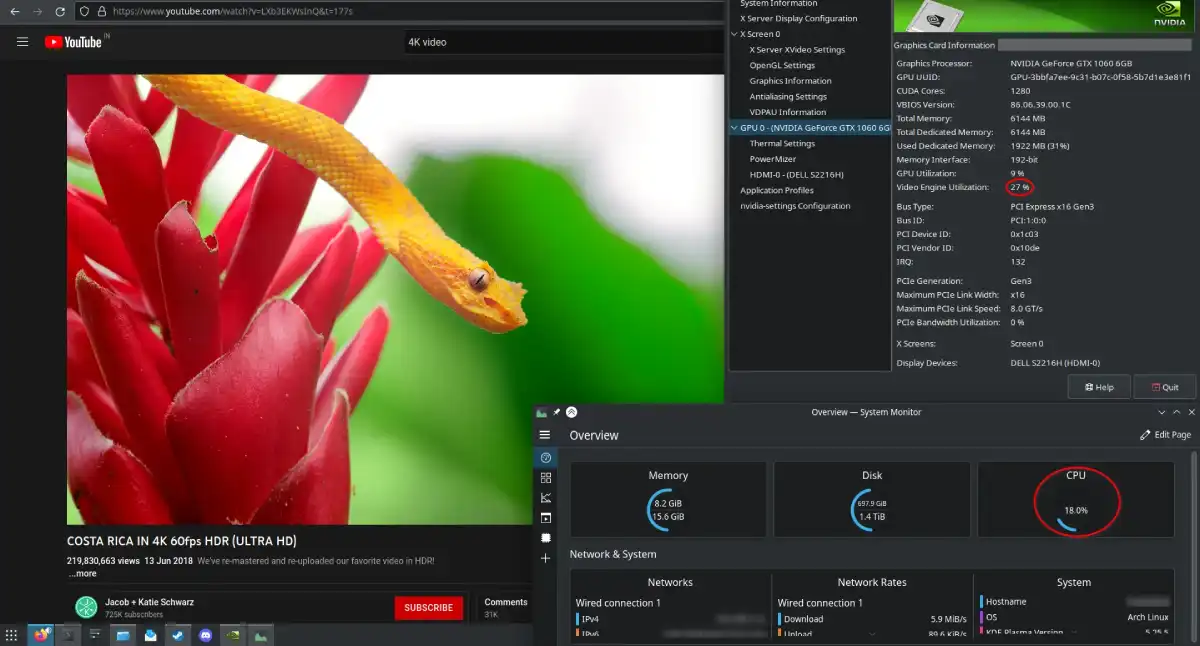 https://www.youtube.com/watch?v=LXb3EKWsInQ&t=177s
YouTube IN
4K video
COSTA RICA IN 4K 60fps HDR (ULTRA HD)
219,830,663 views 13 Jun 2018 We've re-mastered and re-uploaded our favorite video in HDR!
...more
Jacob + Katie Schwarz
725K subscribers
SUBSCRIBE
Comments
31K
System Information
X Server Display Configuration
X Screen 0
X Server XVideo Settings
OpenGL Settings
Graphics Information
Antialiasing Settings
VDPAU Information
GPU 0 - (NVIDIA GeForce GTX 1060 6G
Thermal Settings
PowerMizer
HDMI-0 - (DELL S2216H)
Application Profiles
nvidia-settings Configuration
NVIDIA
Graphics Card Information
Graphics Processor: NVIDIA GeForce GTX 1060 6GB
GPU UUID: GPU-3bbfa7ee-9c31-b07c-0f58-5b7d1e3e81f1
CUDA Cores: 1280
VBIOS Version: 86.06.39.00.1C
Total Memory: 6144 MB
Total Dedicated Memory: 6144 MB
Used Dedicated Memory: 1922 MB (31%)
Memory Interface: 192-bit
GPU Utilization: 9 %
Video Engine Utilization: 27 %
Bus Type: PCI Express x16 Gen3
Bus ID: PCI:1:0:0
PCI Device ID: 0x1c03
PCI Vendor ID: 0x10de
IRQ: 132
PCIe Generation: Gen3
Maximum PCIe Link Width: x16
Maximum PCIe Link Speed: 8.0 GT/s
PCIe Bandwidth Utilization: 0 %
X Screens: Screen 0
Display Devices: DELL S2216H (HDMI-0)
Help
Quit
Overview — System Monitor
Overview
Edit Page
Memory
8.2 GiB
15.6 GiB
Disk
697.9 GiB
1.4 TiB
CPU
18.0%
Network & System
Networks
Wired connection 1
IPv4
IPv6
Network Rates
Wired connection 1
Download 5.9 MiB/s
Upload 89.6 KiB/s
System
Hostname
OS Arch Linux
KDE Plasma Version 5.25.5